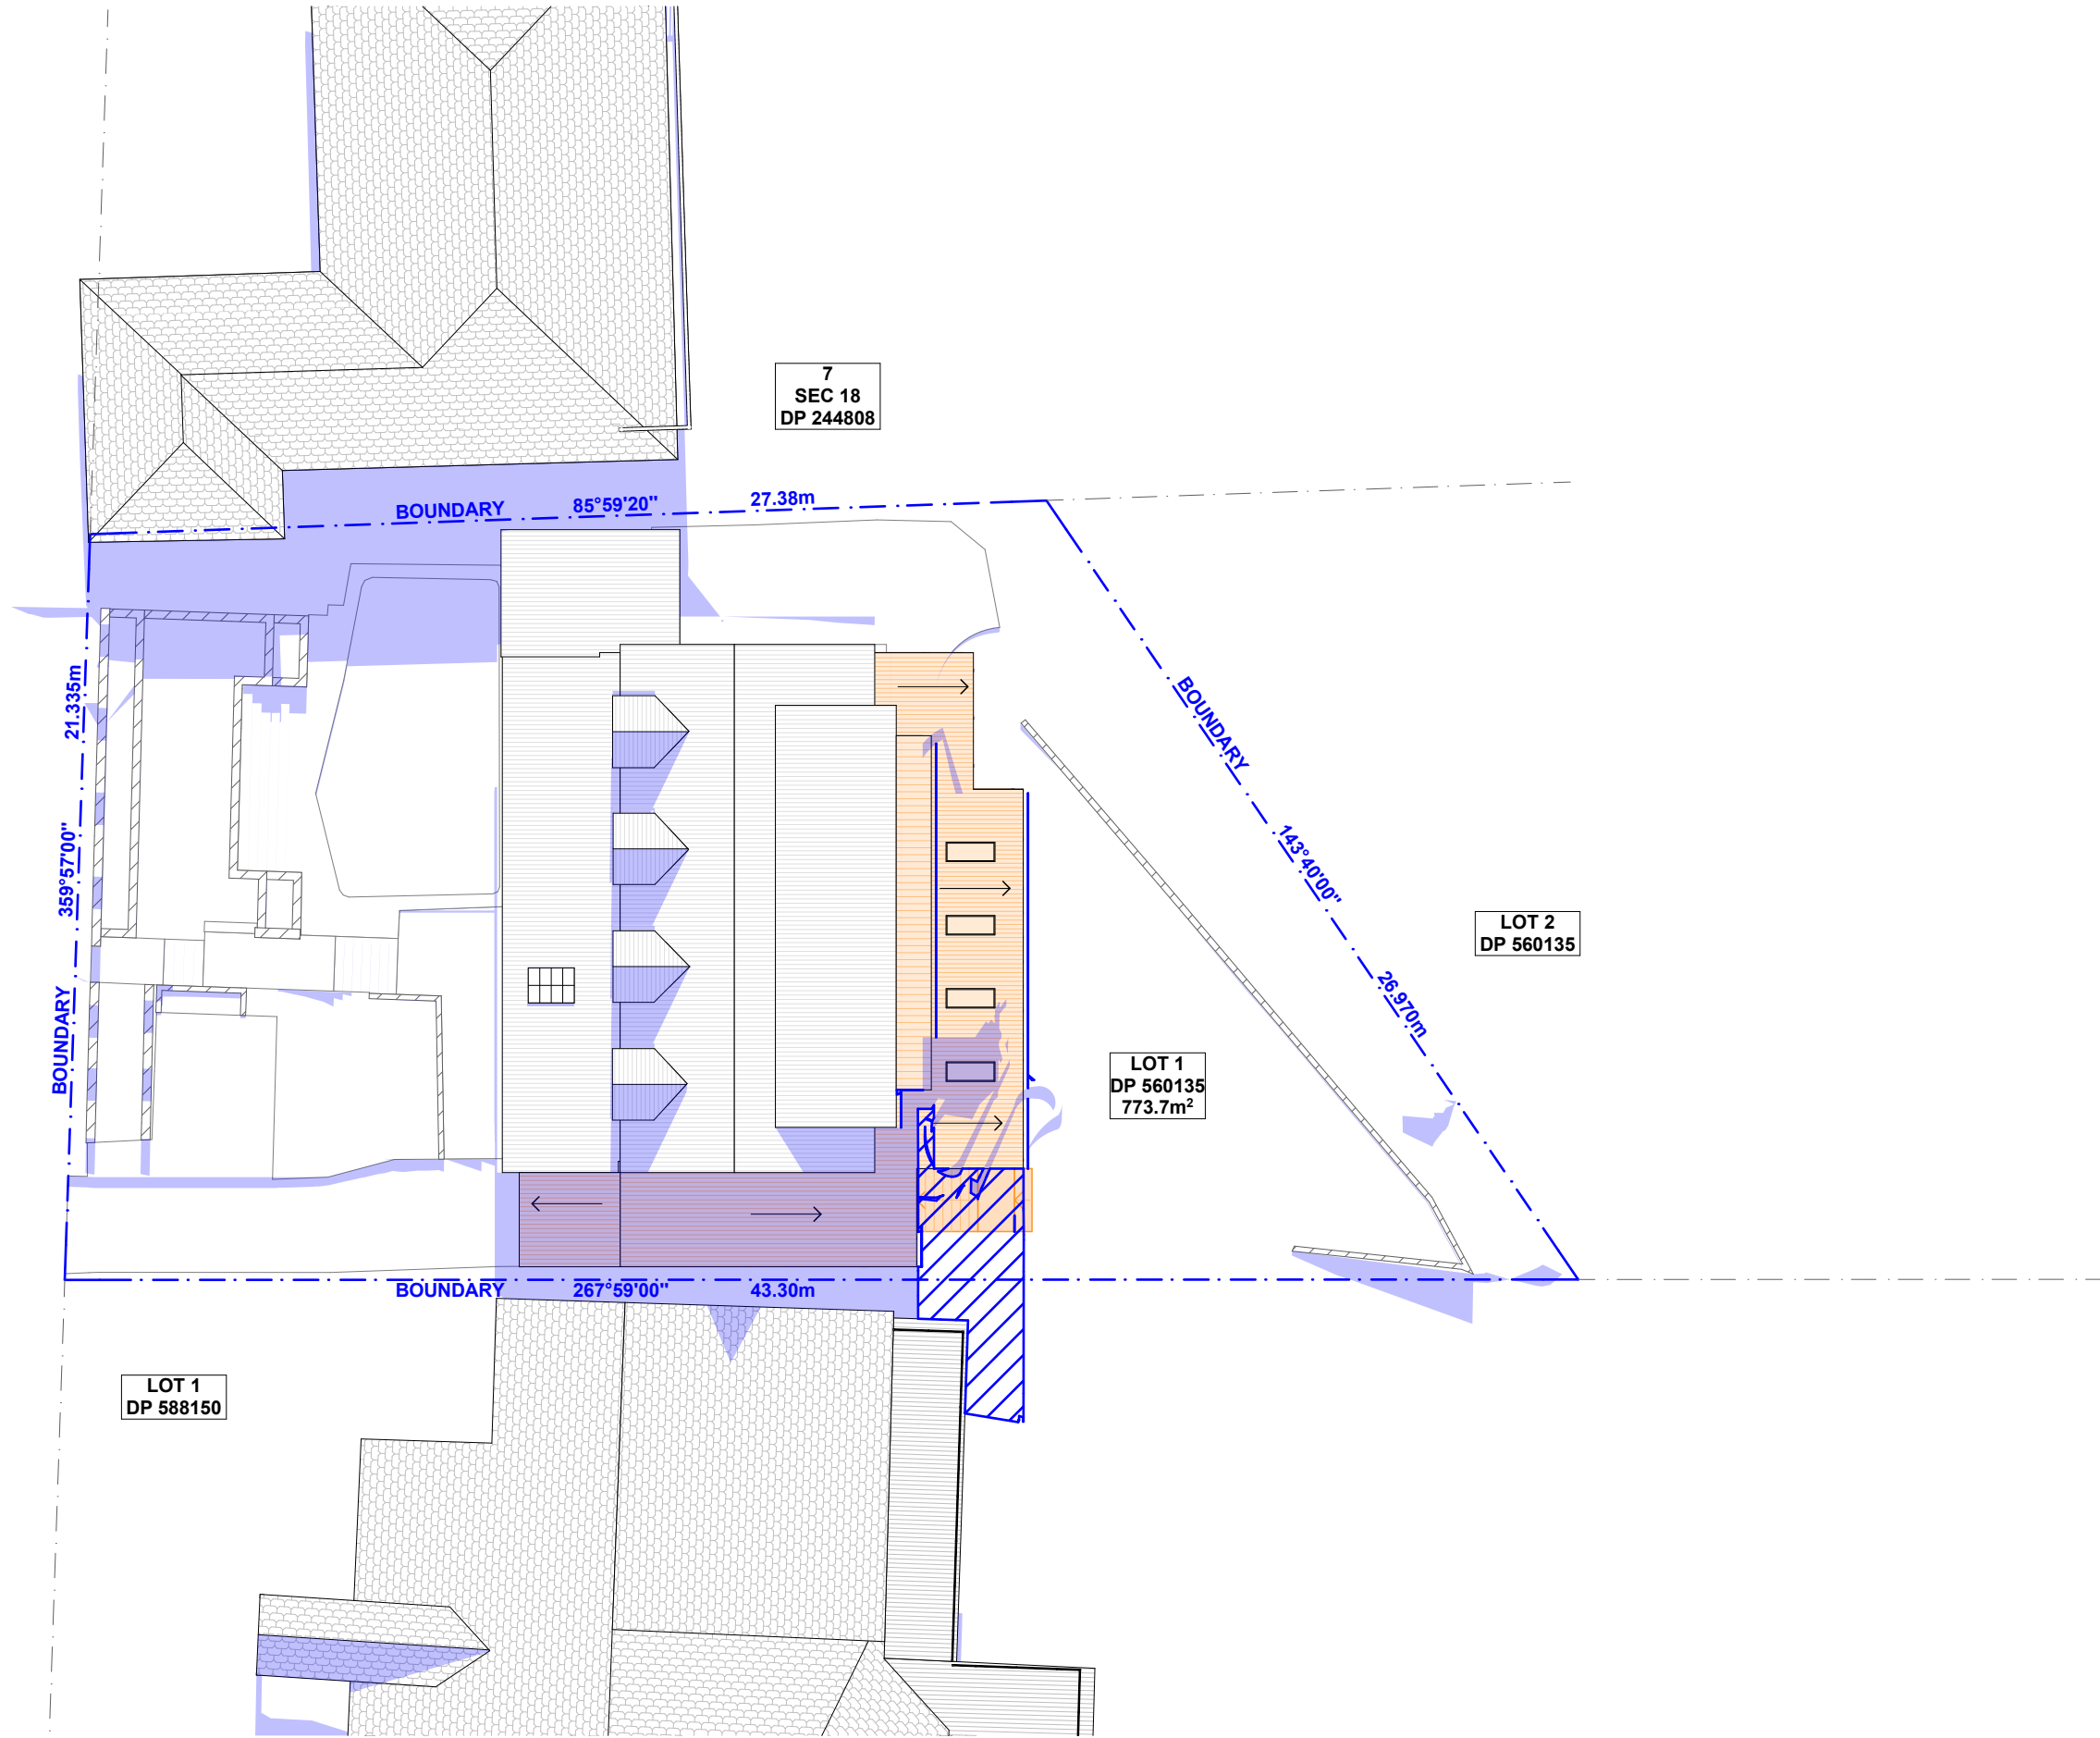 7
SEC 18
DP 244808
BOUNDARY 85°59'20" 27.38m
21.335m
359°57'00"
BOUNDARY
BOUNDARY
143°40'00"
26.970m
LOT 2
DP 560135
LOT 1
DP 560135
773.7m²
BOUNDARY 267°59'00" 43.30m
LOT 1
DP 588150